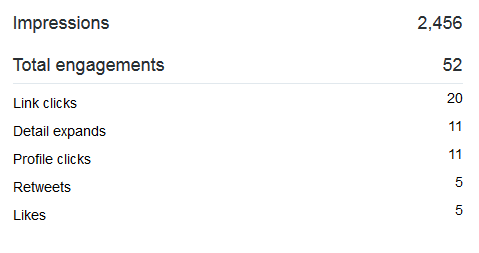 Impressions 2,456
Total engagements 52
Link clicks 20
Detail expands 11
Profile clicks 11
Retweets 5
Likes 5